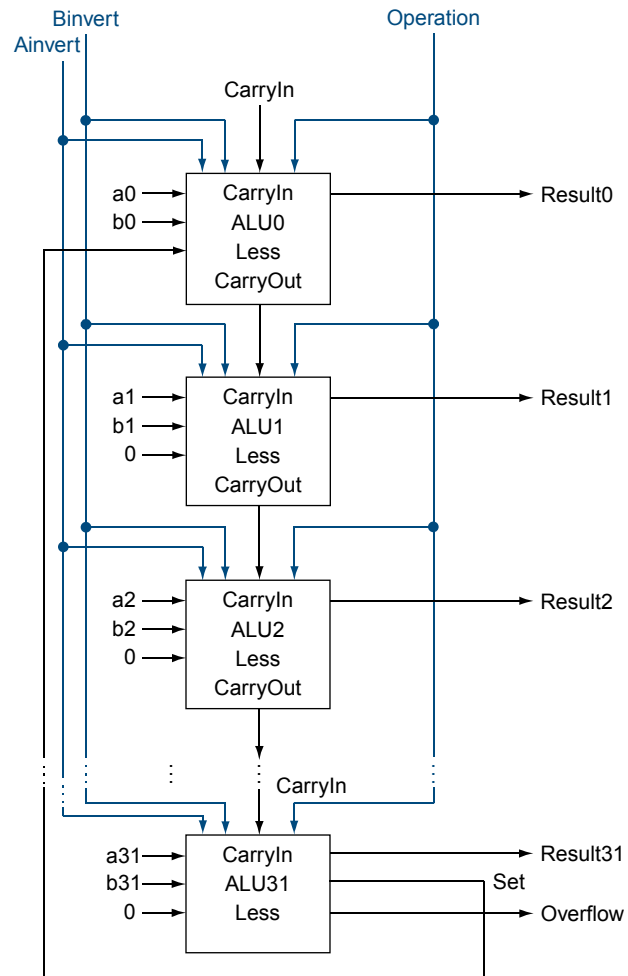 Binvert
Operation
Ainvert
CarryIn
a0
CarryIn
Result0
b0
ALU0
Less
CarryOut
a1
CarryIn
Result1
b1
ALU1
0
Less
CarryOut
a2
CarryIn
Result2
b2
ALU2
0
Less
CarryOut
CarryIn
a31
CarryIn
Result31
b31
ALU31
Set
0
Less
Overflow